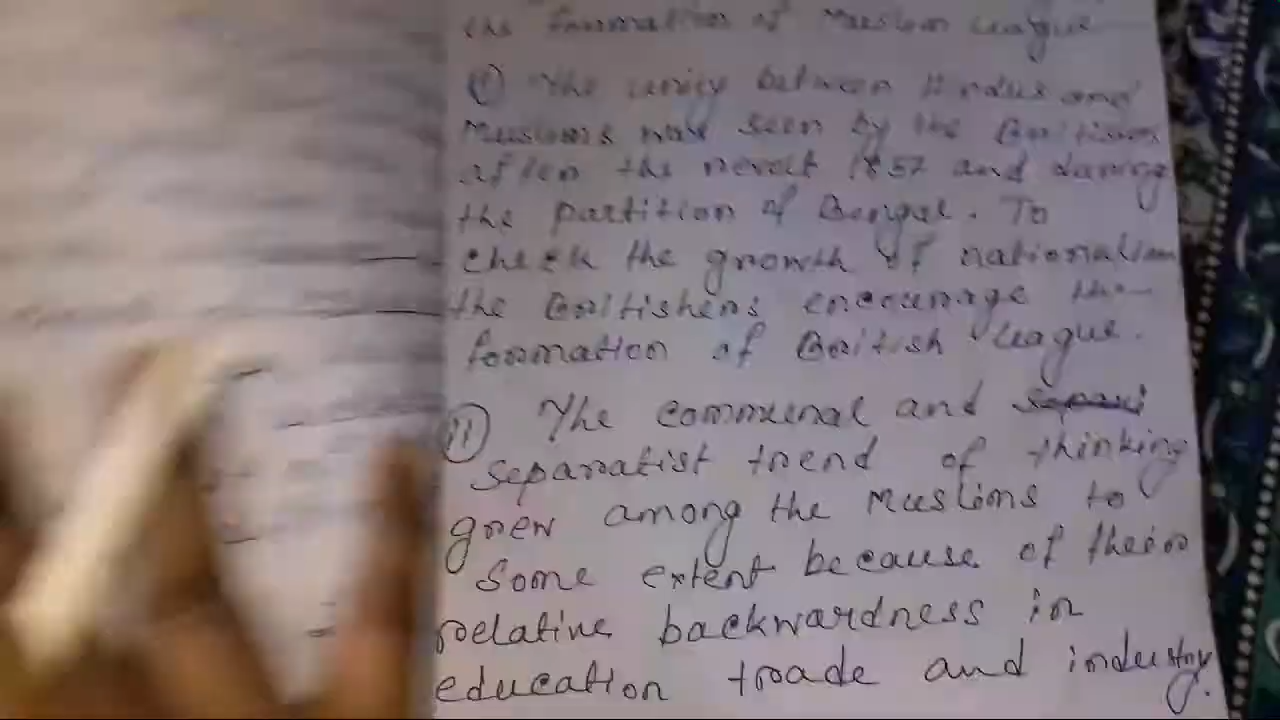 the formation of Muslim League
(i) The unity between Hindus and
Muslims was seen by the British
after the revolt 1857 and during
the partition of Bengal. To
check the growth of nationalism
the Britishers encourage the
formation of British League.
(ii) The communal and
separatist trend of thinking
grew among the Muslims to
Some extent because of their
relative backwardness in
education trade and industry.